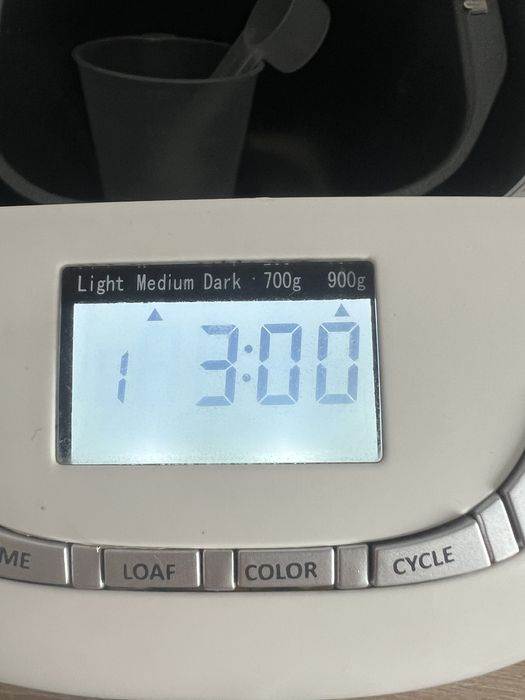 Light Medium Dark 700g 900g
1 3:00
ME LOAF COLOR CYCLE